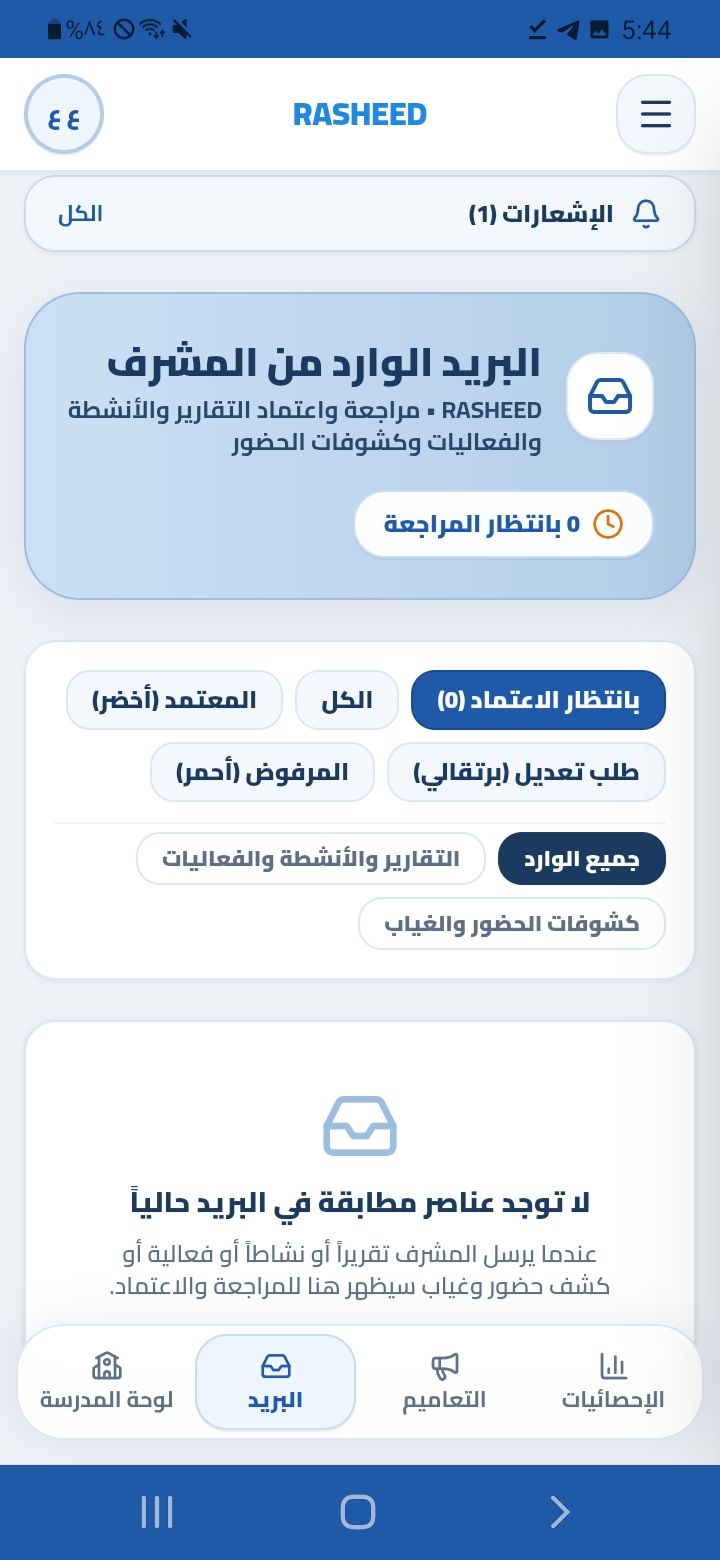 5:44
%٨٤
RASHEED
ع ع
الإشعارات (1)
الكل
البريد الوارد من المشرف
RASHEED • مراجعة واعتماد التقارير والأنشطة
والفعاليات وكشوفات الحضور
0 بانتظار المراجعة
بانتظار الاعتماد (0)
الكل
المعتمد (أخضر)
طلب تعديل (برتقالي)
المرفوض (أحمر)
جميع الوارد
التقارير والأنشطة والفعاليات
كشوفات الحضور والغياب
لا توجد عناصر مطابقة في البريد حالياً
عندما يرسل المشرف تقريراً أو نشاطاً أو فعالية أو
كشف حضور وغياب سيظهر هنا للمراجعة والاعتماد.
الإحصائيات
التعاميم
البريد
لوحة المدرسة